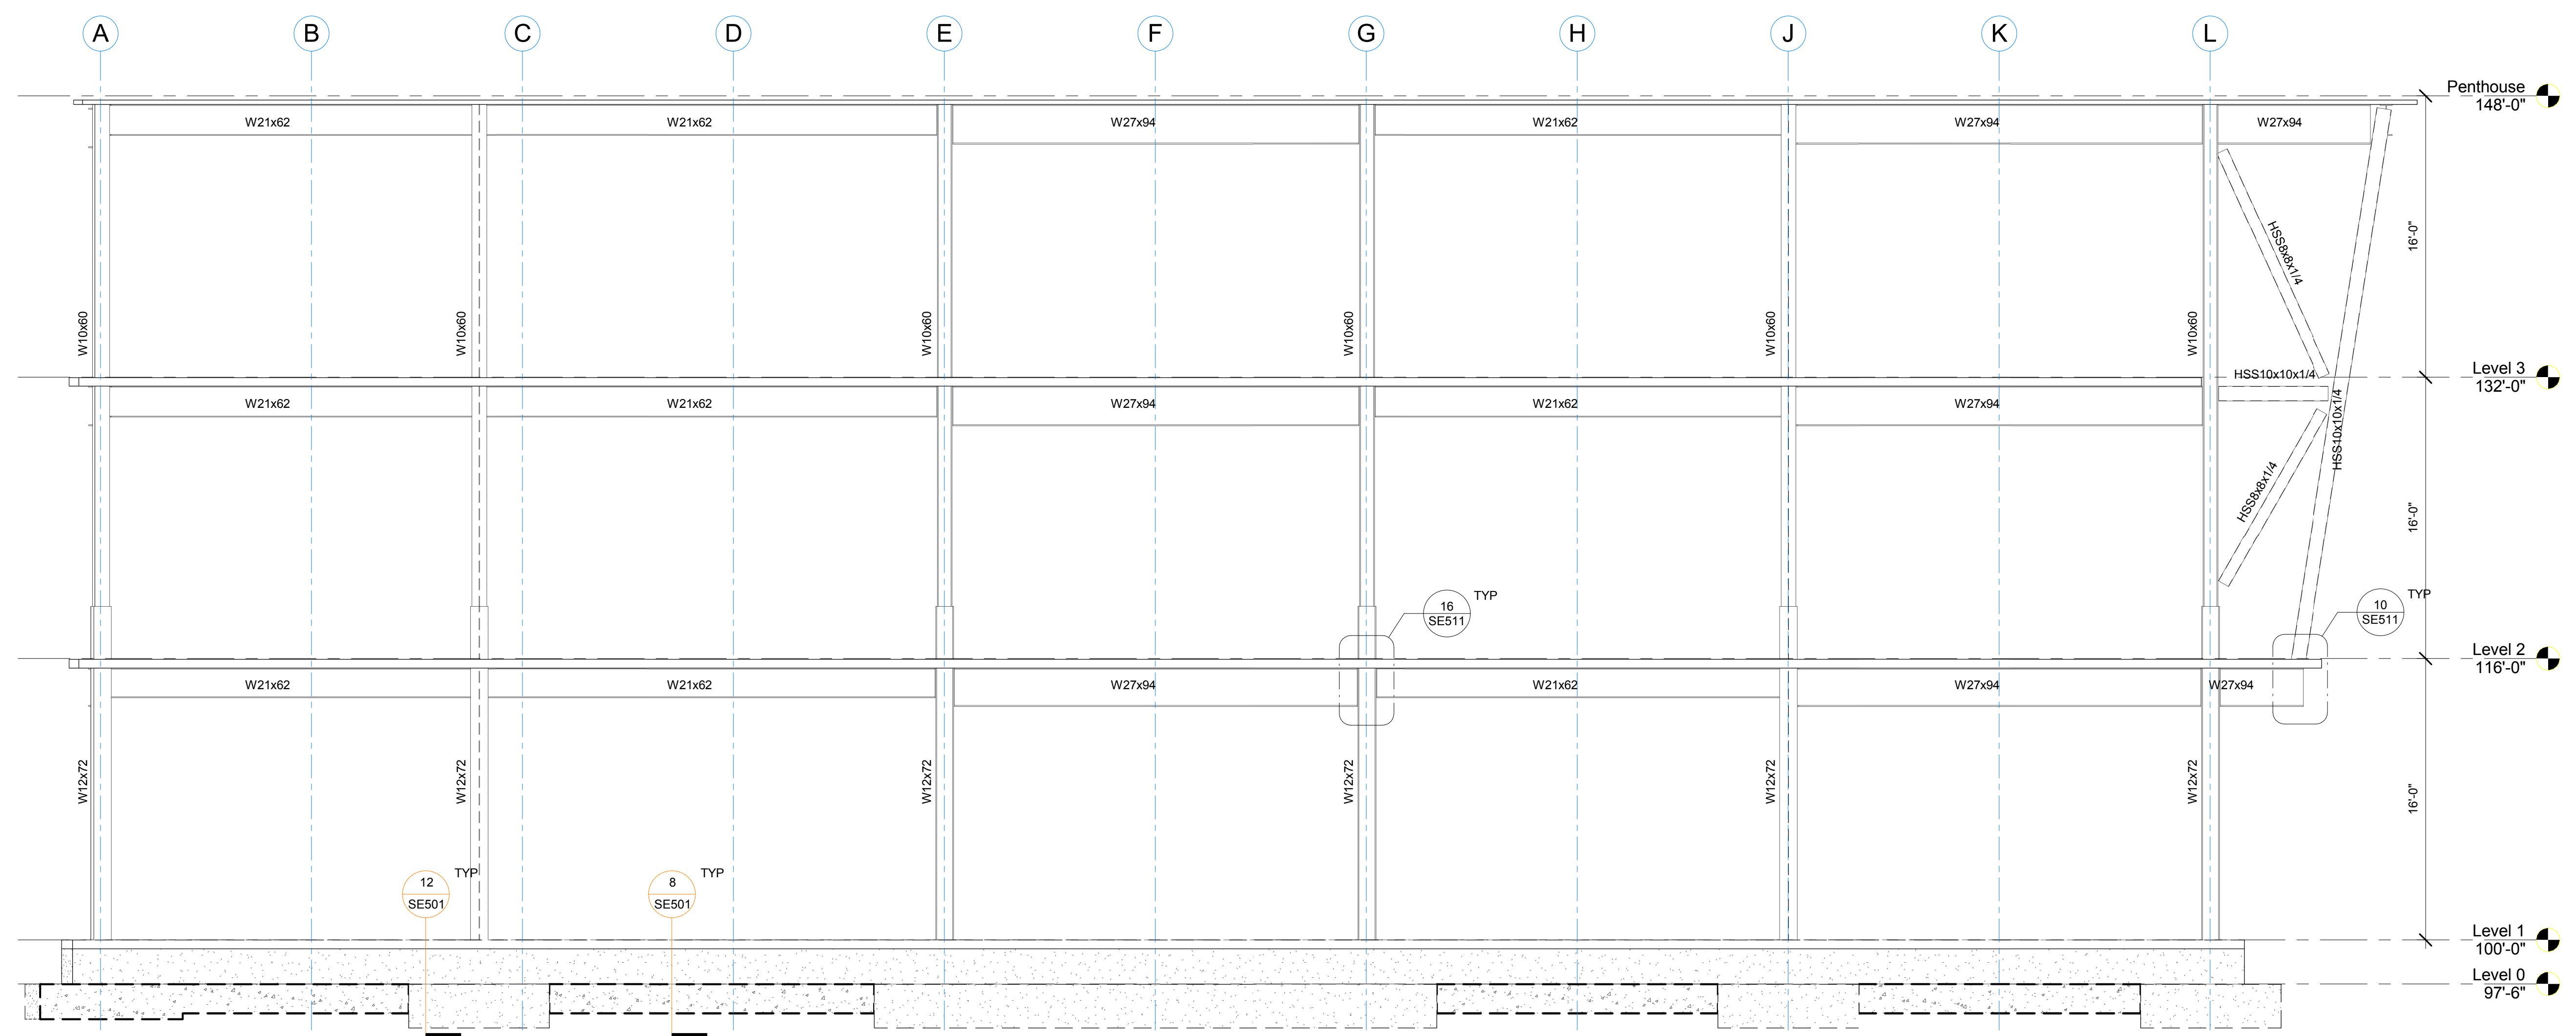 A B C D E F G H J K L
Penthouse
148'-0"
W21x62 W21x62 W27x94 W21x62 W27x94 W27x94
HSS8x8x1/4
16'-0"
W10x60 W10x60 W10x60 W10x60 W10x60 W10x60
Level 3
132'-0"
HSS10x10x1/4
W21x62 W21x62 W27x94 W21x62 W27x94
HSS10x10x1/4
HSS8x8x1/4
16'-0"
16
SE511
TYP
10
SE511
TYP
Level 2
116'-0"
W21x62 W21x62 W27x94 W21x62 W27x94 W27x94
W12x72 W12x72 W12x72 W12x72 W12x72 W12x72
16'-0"
12
SE501
TYP
8
SE501
TYP
Level 1
100'-0"
Level 0
97'-6"